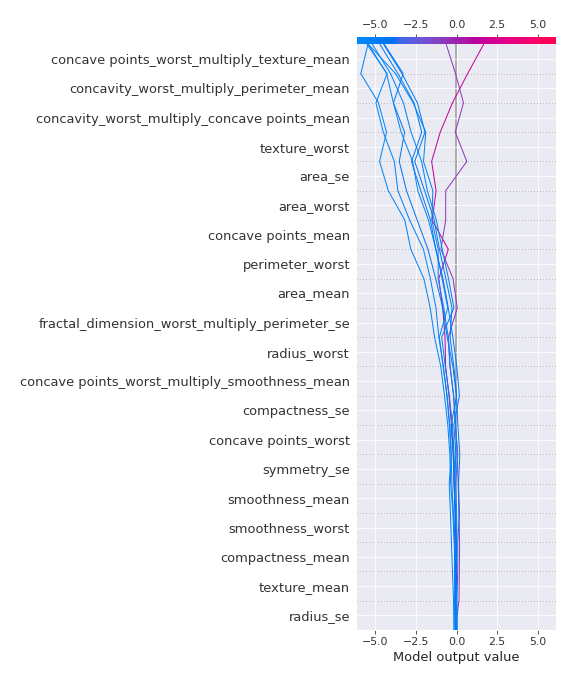 −5.0 −2.5 0.0 2.5 5.0
concave points_worst_multiply_texture_mean
concavity_worst_multiply_perimeter_mean
concavity_worst_multiply_concave points_mean
texture_worst
area_se
area_worst
concave points_mean
perimeter_worst
area_mean
fractal_dimension_worst_multiply_perimeter_se
radius_worst
concave points_worst_multiply_smoothness_mean
compactness_se
concave points_worst
symmetry_se
smoothness_mean
smoothness_worst
compactness_mean
texture_mean
radius_se
−5.0 −2.5 0.0 2.5 5.0
Model output value